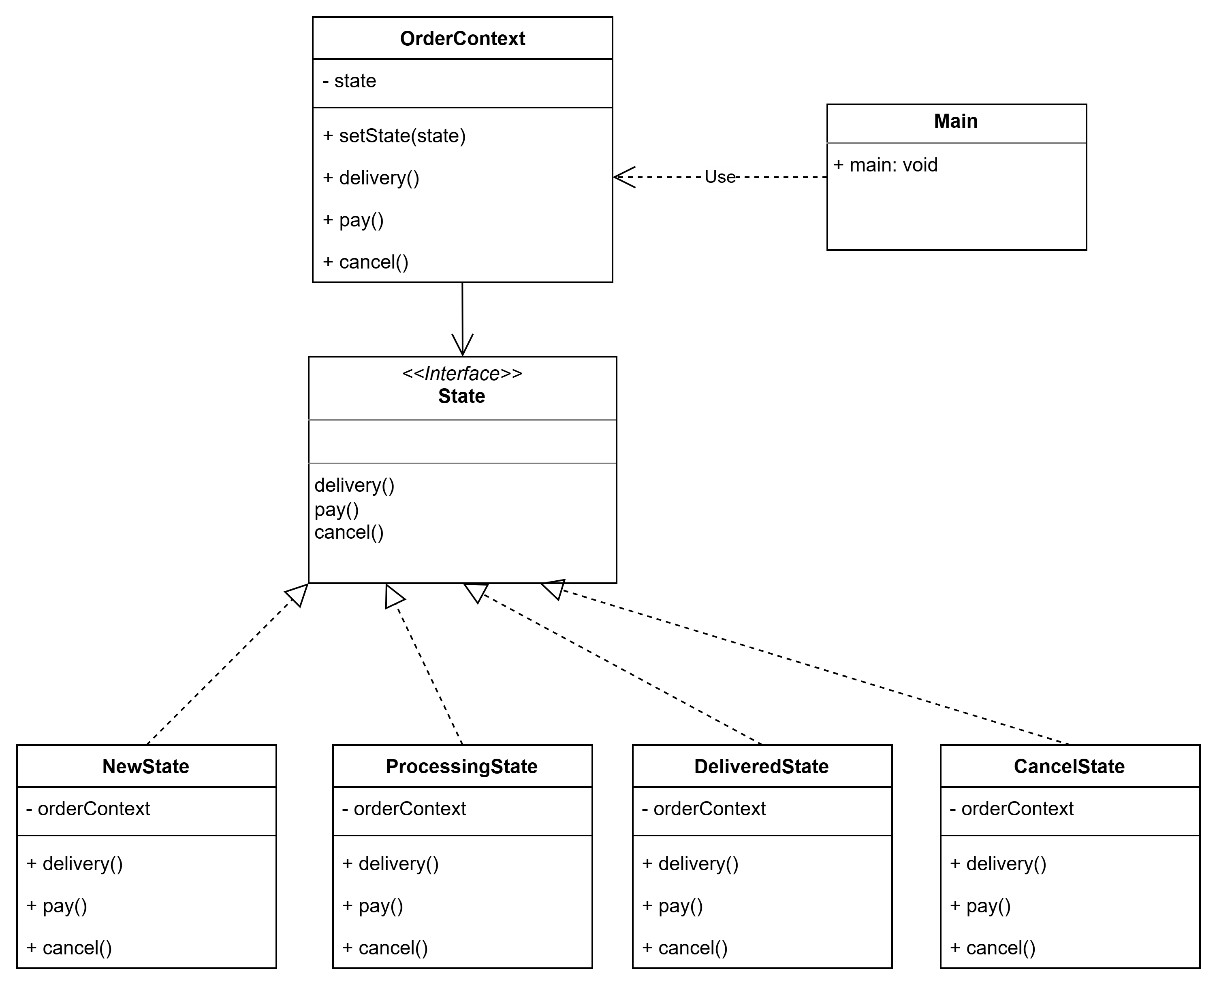 OrderContext
- state
+ setState(state)
+ delivery()
+ pay()
+ cancel()
Main
+ main: void
Use
<<Interface>>
State
delivery()
pay()
cancel()
NewState
- orderContext
+ delivery()
+ pay()
+ cancel()
ProcessingState
- orderContext
+ delivery()
+ pay()
+ cancel()
DeliveredState
- orderContext
+ delivery()
+ pay()
+ cancel()
CancelState
- orderContext
+ delivery()
+ pay()
+ cancel()